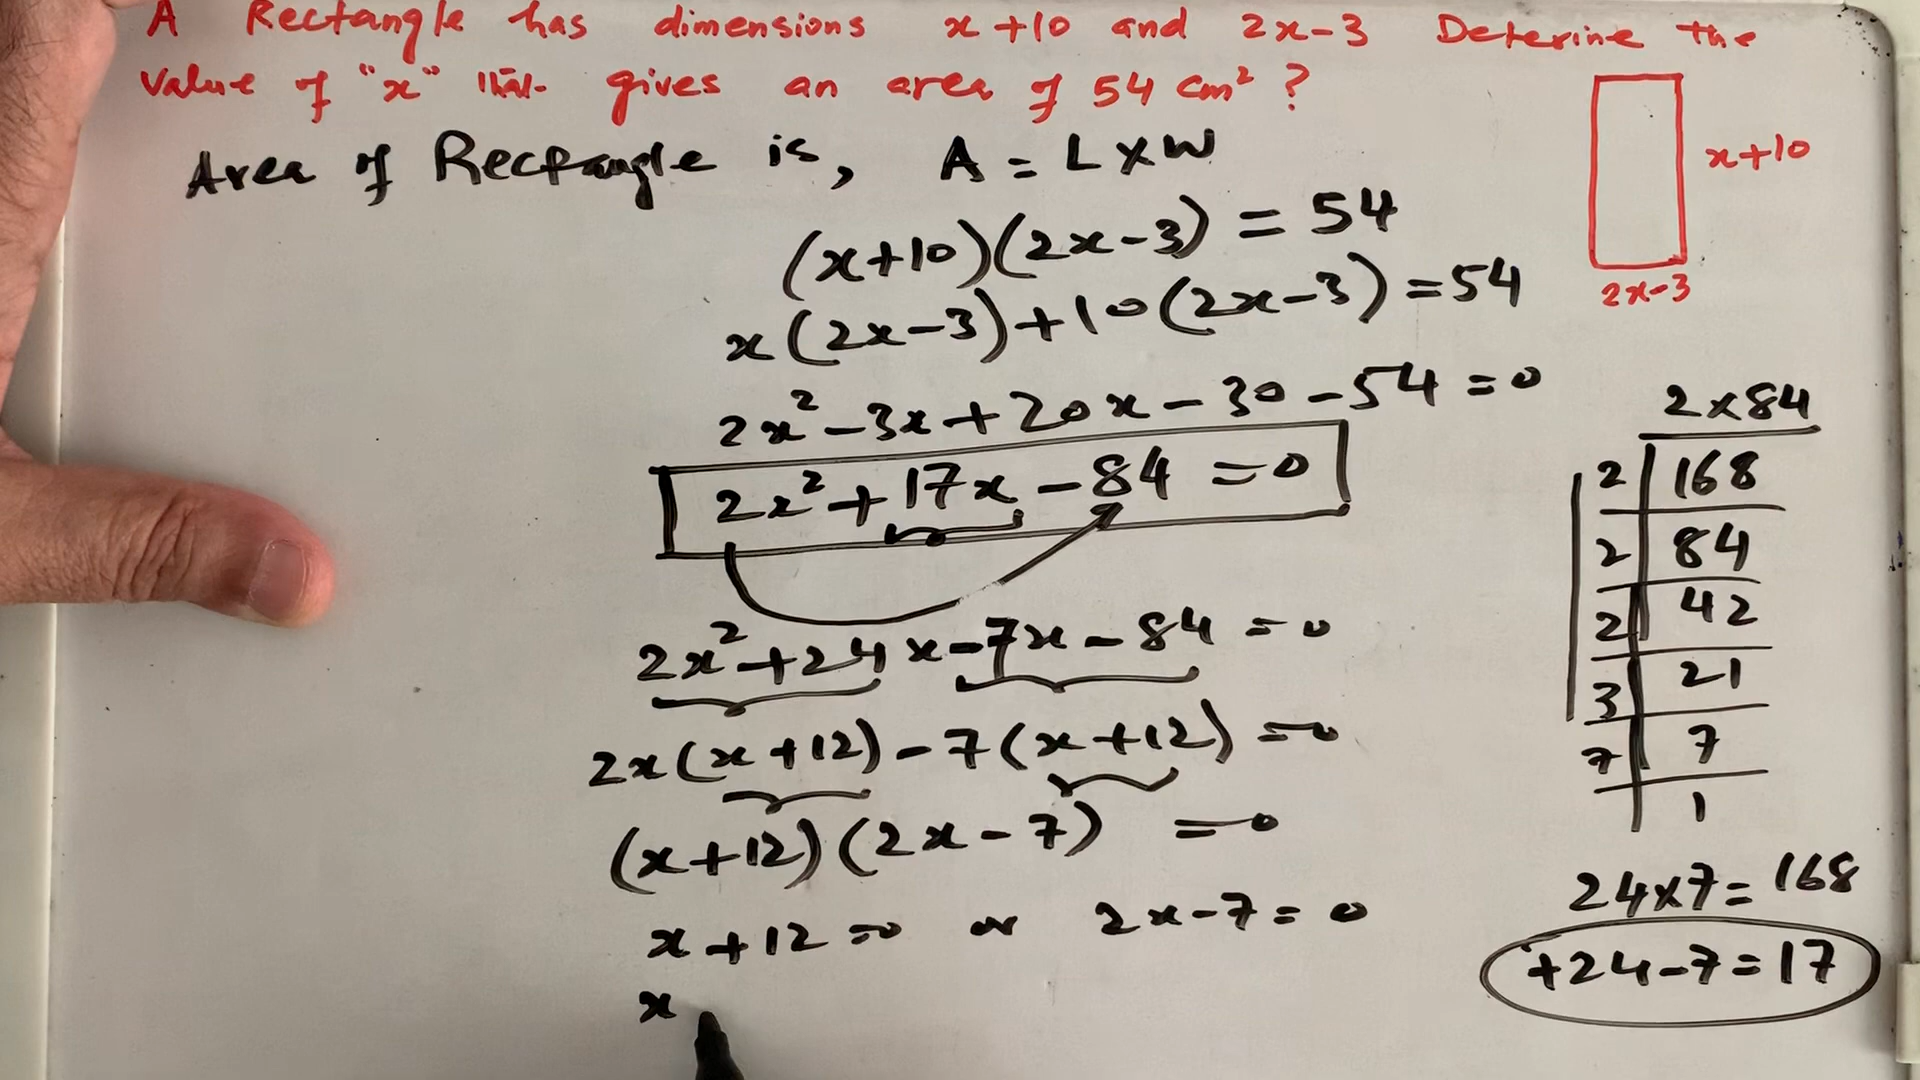 A Rectangle has dimensions x+10 and 2x-3 Deterine the
value of "x" that gives an area of 54 cm² ?
x+10
2x-3
Area of Rectangle is, A = L×W
(x+10)(2x-3) = 54
x(2x-3)+10(2x-3)=54
2x²-3x+20x-30-54=0
2x²+17x-84=0
2x²+24x-7x-84=0
2x(x+12)-7(x+12)=0
(x+12)(2x-7)=0
x+12=0 or 2x-7=0
x
2×84
2 168
2 84
2 42
3 21
7 7
1
24×7=168
+24-7=17